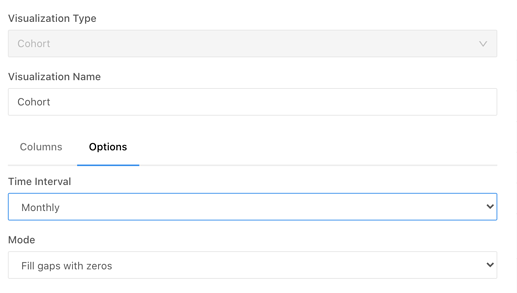 Visualization Type
Cohort
Visualization Name
Cohort
Columns Options
Time Interval
Monthly
Mode
Fill gaps with zeros